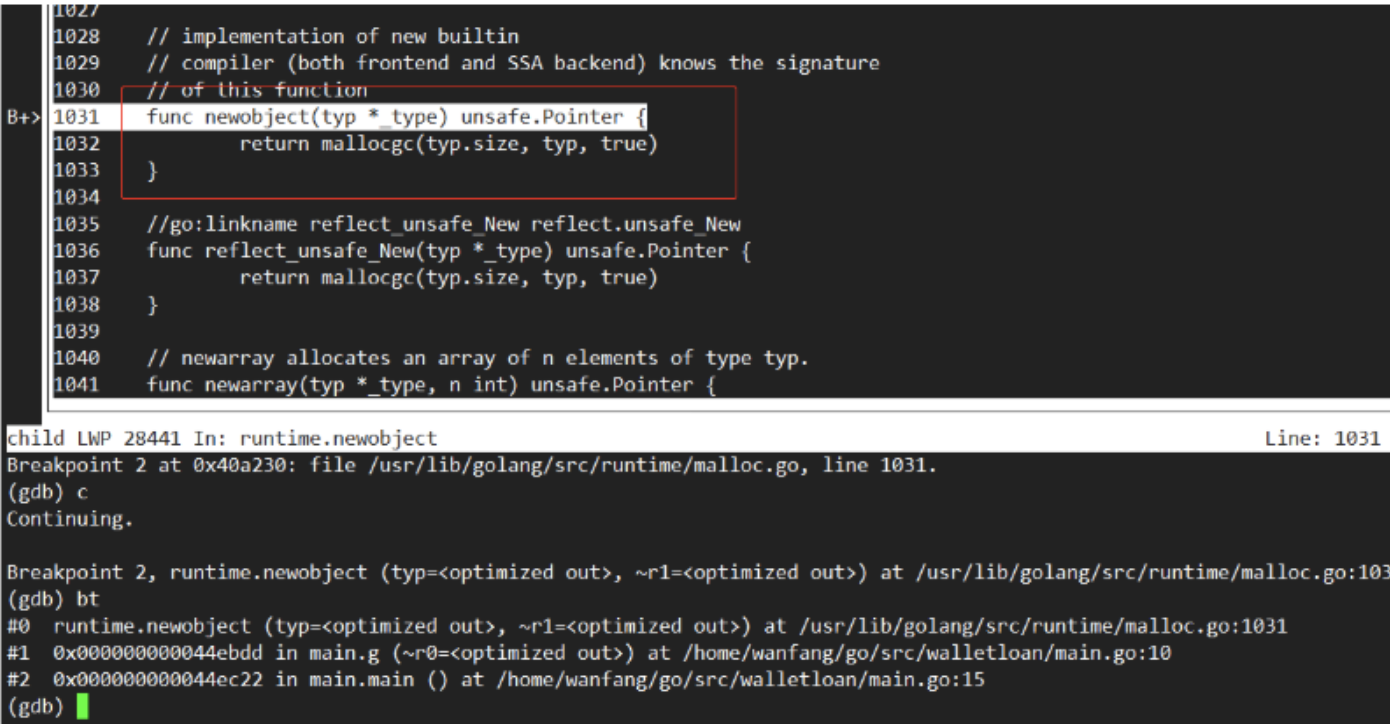 1027
1028 // implementation of new builtin
1029 // compiler (both frontend and SSA backend) knows the signature
1030 // of this function
B+> 1031 func newobject(typ *_type) unsafe.Pointer {
1032 return mallocgc(typ.size, typ, true)
1033 }
1034
1035 //go:linkname reflect_unsafe_New reflect.unsafe_New
1036 func reflect_unsafe_New(typ *_type) unsafe.Pointer {
1037 return mallocgc(typ.size, typ, true)
1038 }
1039
1040 // newarray allocates an array of n elements of type typ.
1041 func newarray(typ *_type, n int) unsafe.Pointer {
child LWP 28441 In: runtime.newobject Line: 1031
Breakpoint 2 at 0x40a230: file /usr/lib/golang/src/runtime/malloc.go, line 1031.
(gdb) c
Continuing.
Breakpoint 2, runtime.newobject (typ=<optimized out>, ~r1=<optimized out>) at /usr/lib/golang/src/runtime/malloc.go:103
(gdb) bt
#0 runtime.newobject (typ=<optimized out>, ~r1=<optimized out>) at /usr/lib/golang/src/runtime/malloc.go:1031
#1 0x000000000044ebdd in main.g (~r0=<optimized out>) at /home/wanfang/go/src/walletloan/main.go:10
#2 0x000000000044ec22 in main.main () at /home/wanfang/go/src/walletloan/main.go:15
(gdb)